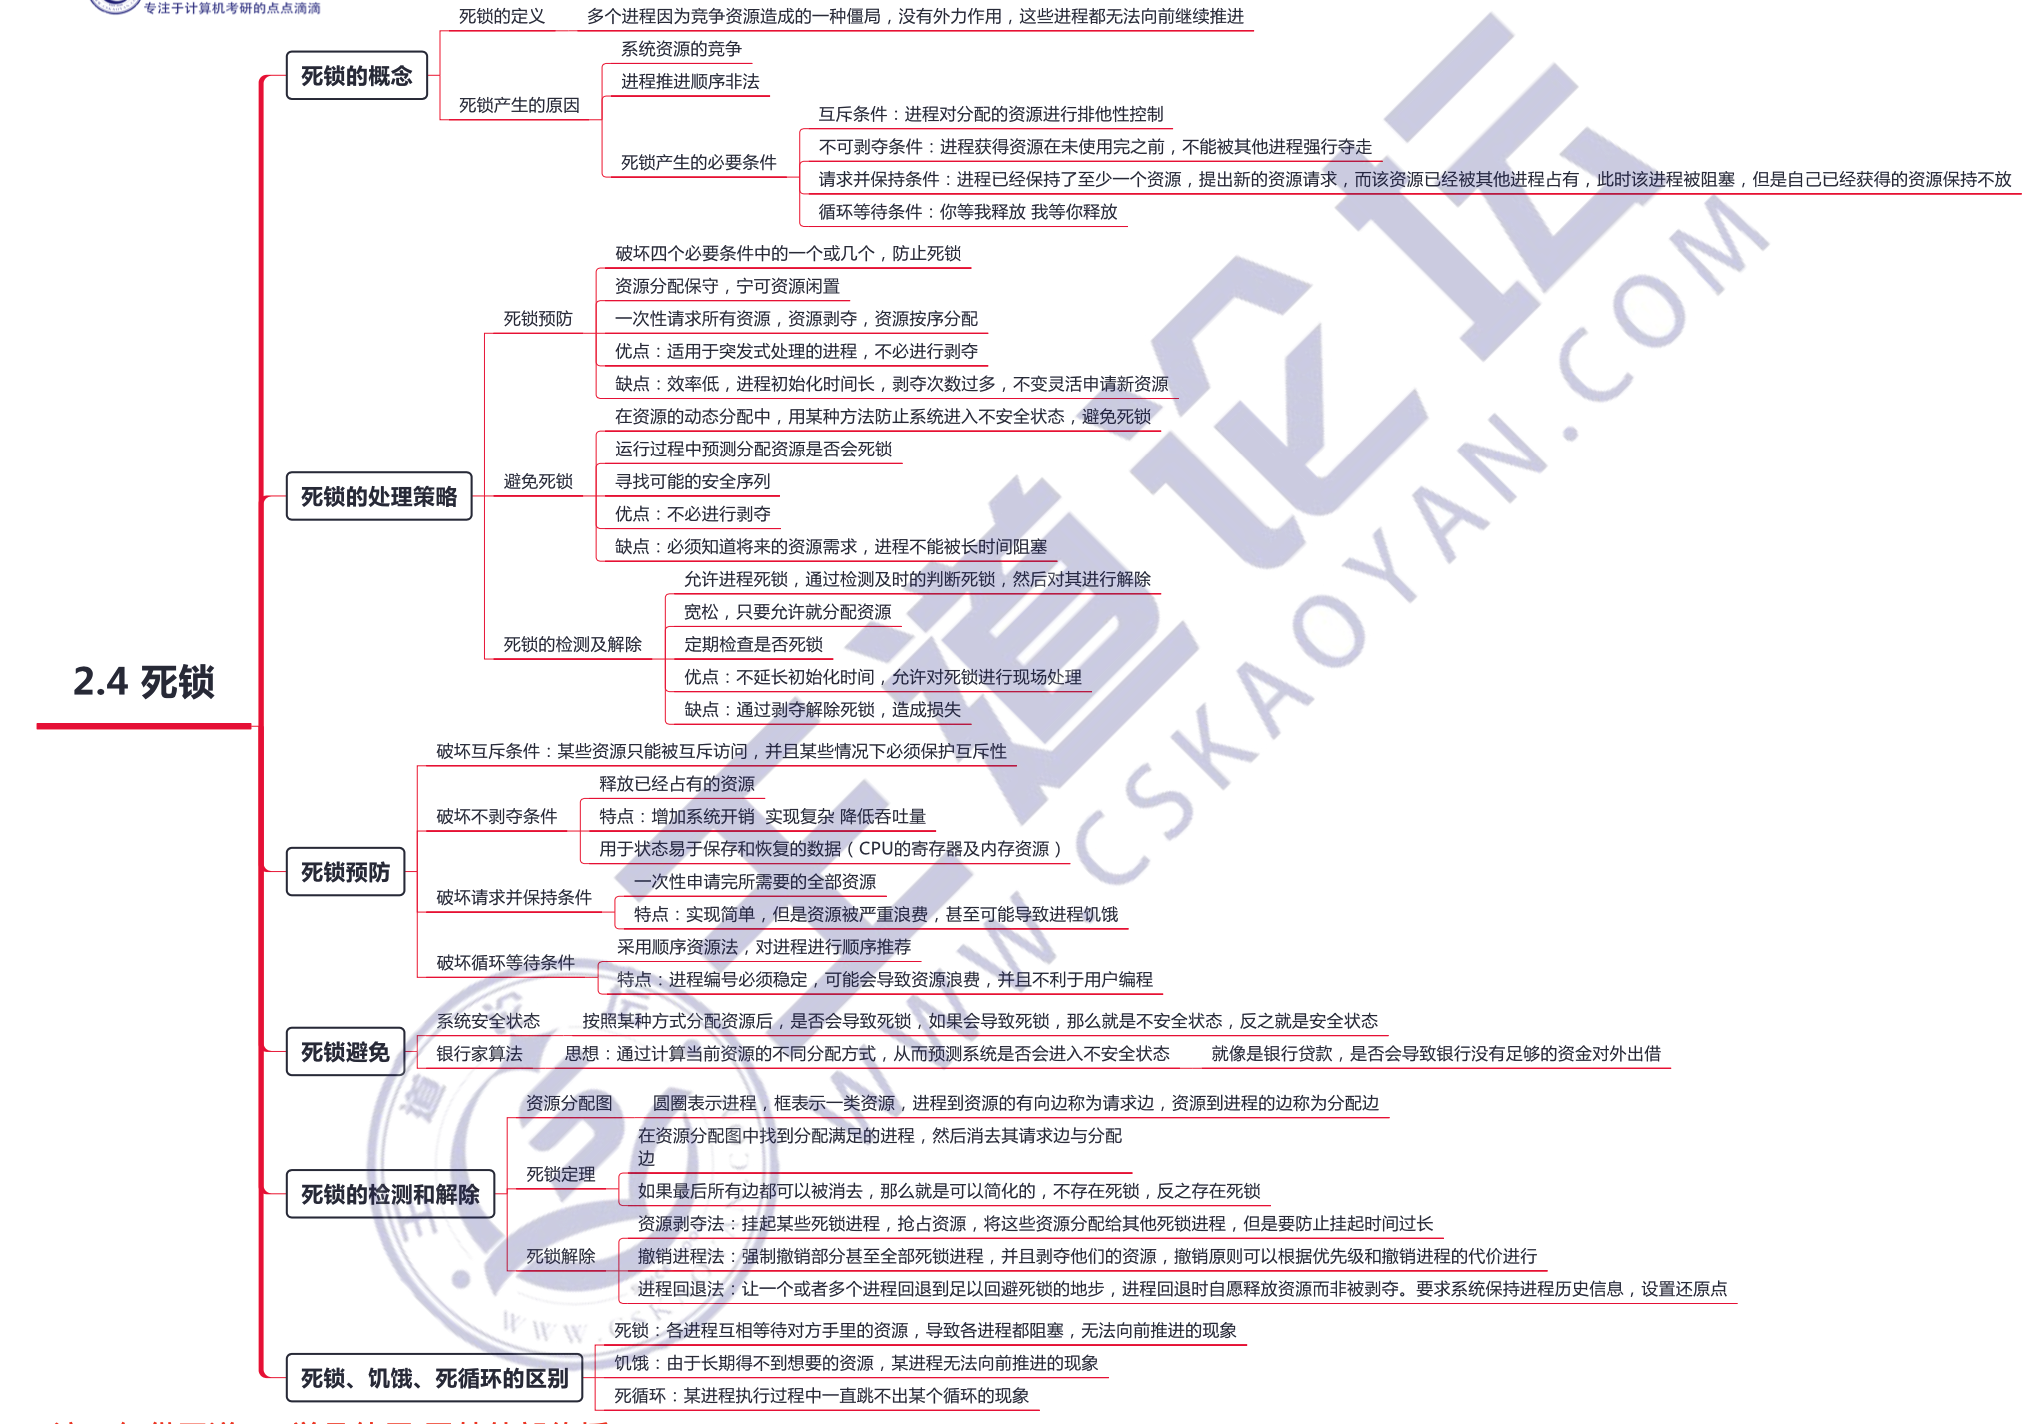 专注于计算机考研的点点滴滴
2.4 死锁
死锁的概念
死锁的定义
多个进程因为竞争资源造成的一种僵局，没有外力作用，这些进程都无法向前继续推进
死锁产生的原因
系统资源的竞争
进程推进顺序非法
死锁产生的必要条件
互斥条件：进程对分配的资源进行排他性控制
不可剥夺条件：进程获得资源在未使用完之前，不能被其他进程强行夺走
请求并保持条件：进程已经保持了至少一个资源，提出新的资源请求，而该资源已经被其他进程占有，此时该进程被阻塞，但是自己已经获得的资源保持不放
循环等待条件：你等我释放 我等你释放
死锁的处理策略
死锁预防
破坏四个必要条件中的一个或几个，防止死锁
资源分配保守，宁可资源闲置
一次性请求所有资源，资源剥夺，资源按序分配
优点：适用于突发式处理的进程，不必进行剥夺
缺点：效率低，进程初始化时间长，剥夺次数过多，不变灵活申请新资源
避免死锁
在资源的动态分配中，用某种方法防止系统进入不安全状态，避免死锁
运行过程中预测分配资源是否会死锁
寻找可能的安全序列
优点：不必进行剥夺
缺点：必须知道将来的资源需求，进程不能被长时间阻塞
死锁的检测及解除
允许进程死锁，通过检测及时的判断死锁，然后对其进行解除
宽松，只要允许就分配资源
定期检查是否死锁
优点：不延长初始化时间，允许对死锁进行现场处理
缺点：通过剥夺解除死锁，造成损失
死锁预防
破坏互斥条件：某些资源只能被互斥访问，并且某些情况下必须保护互斥性
破坏不剥夺条件
释放已经占有的资源
特点：增加系统开销 实现复杂 降低吞吐量
用于状态易于保存和恢复的数据（CPU的寄存器及内存资源）
破坏请求并保持条件
一次性申请完所需要的全部资源
特点：实现简单，但是资源被严重浪费，甚至可能导致进程饥饿
破坏循环等待条件
采用顺序资源法，对进程进行顺序推荐
特点：进程编号必须稳定，可能会导致资源浪费，并且不利于用户编程
死锁避免
系统安全状态
按照某种方式分配资源后，是否会导致死锁，如果会导致死锁，那么就是不安全状态，反之就是安全状态
银行家算法
思想：通过计算当前资源的不同分配方式，从而预测系统是否会进入不安全状态
就像是银行贷款，是否会导致银行没有足够的资金对外出借
死锁的检测和解除
资源分配图
圆圈表示进程，框表示一类资源，进程到资源的有向边称为请求边，资源到进程的边称为分配边
死锁定理
在资源分配图中找到分配满足的进程，然后消去其请求边与分配
边
如果最后所有边都可以被消去，那么就是可以简化的，不存在死锁，反之存在死锁
死锁解除
资源剥夺法：挂起某些死锁进程，抢占资源，将这些资源分配给其他死锁进程，但是要防止挂起时间过长
撤销进程法：强制撤销部分甚至全部死锁进程，并且剥夺他们的资源，撤销原则可以根据优先级和撤销进程的代价进行
进程回退法：让一个或者多个进程回退到足以回避死锁的地步，进程回退时自愿释放资源而非被剥夺。要求系统保持进程历史信息，设置还原点
死锁、饥饿、死循环的区别
死锁：各进程互相等待对方手里的资源，导致各进程都阻塞，无法向前推进的现象
饥饿：由于长期得不到想要的资源，某进程无法向前推进的现象
死循环：某进程执行过程中一直跳不出某个循环的现象
王道论坛
WWW.CSKAOYAN.COM